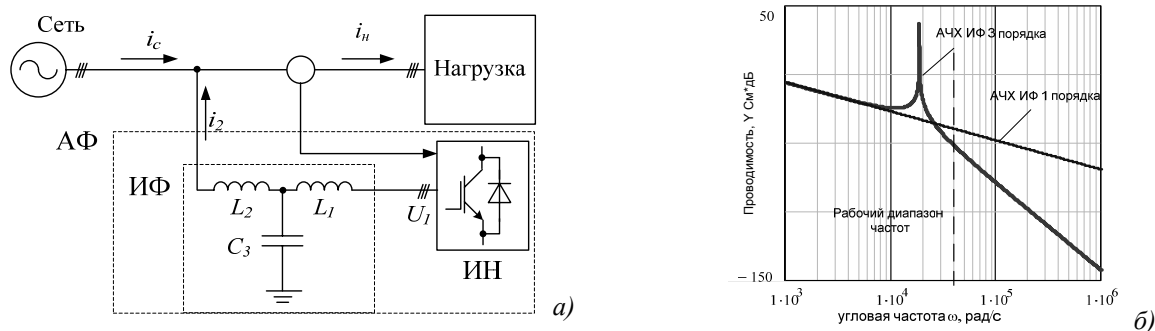 Сеть
i_c
i_н
Нагрузка
i_2
АФ
ИФ
L_2
L_1
U_1
C_3
ИН
а)
50
Проводимость, Y См*дБ
АЧХ ИФ 3 порядка
АЧХ ИФ 1 порядка
Рабочий диапазон
частот
– 150
1·10³
1·10⁴
1·10⁵
1·10⁶
угловая частота ω, рад/с
б)